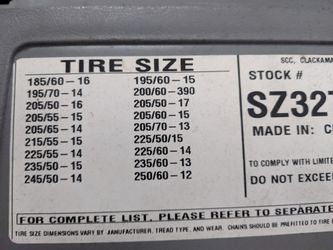 TIRE SIZE
185/60-16 195/60-15
195/70-14 200/60-390
205/50-16 205/50-17
205/55-15 205/60-15
205/65-14 205/70-13
215/55-15 225/50/15
225/55-14 225/60-14
235/50-15 235/60-13
245/50-14 250/60-12
SCC, CLACKAMA
STOCK #
SZ32
MADE IN: C
TO COMPLY WITH LIMITE
DO NOT EXCEED
FOR COMPLETE LIST, PLEASE REFER TO SEPARATE
TIRE SIZE DIMENSIONS VARY BY MANUFACTURER, TREAD TYPE, AND WEAR. CHAINS SHOULD BE PREFITTED TO TIRE B